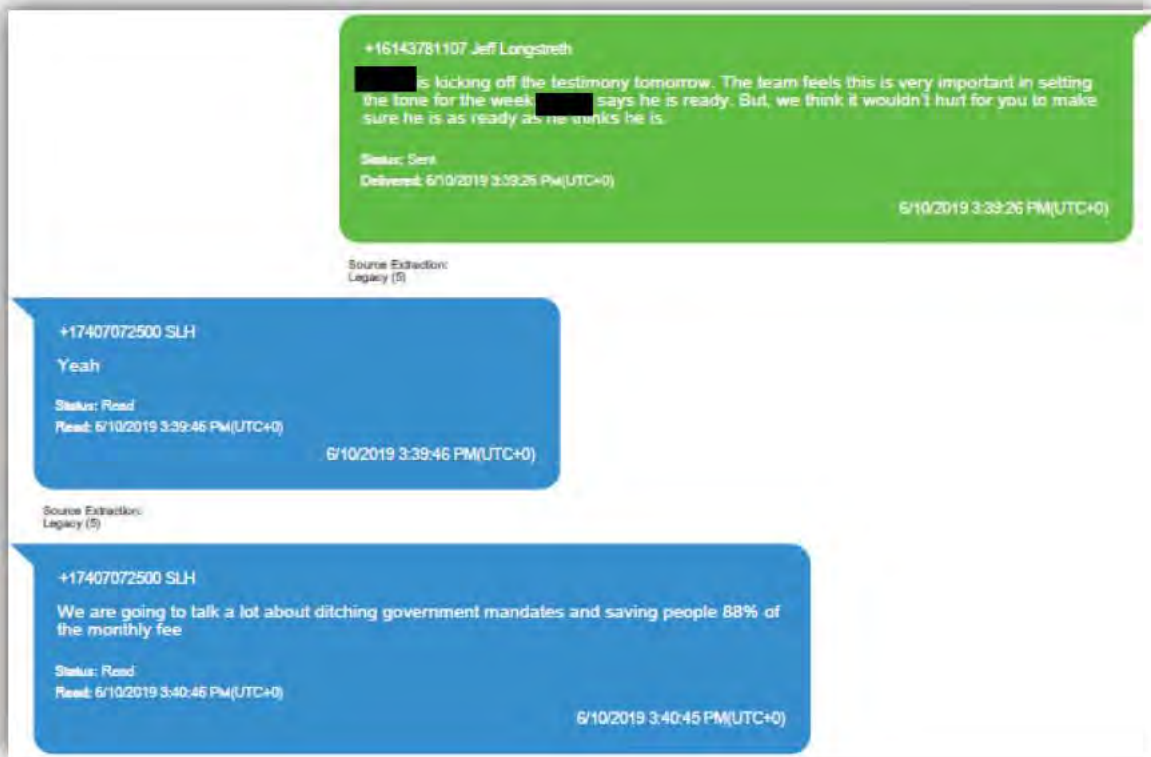 +16143781107 Jeff Longstreth
is kicking off the testimony tomorrow. The team feels this is very important in setting
the tone for the week says he is ready. But, we think it wouldn't hurt for you to make
sure he is as ready as he thinks he is.
Status: Sent
Delivered: 6/10/2019 3:39:26 PM(UTC+0)
6/10/2019 3:39:26 PM(UTC+0)
Source Extraction:
Legacy (5)
+17407072500 SLH
Yeah
Status: Read
Read: 6/10/2019 3:39:46 PM(UTC+0)
6/10/2019 3:39:46 PM(UTC+0)
Source Extraction:
Legacy (5)
+17407072500 SLH
We are going to talk a lot about ditching government mandates and saving people 88% of
the monthly fee
Status: Read
Read: 6/10/2019 3:40:46 PM(UTC+0)
6/10/2019 3:40:45 PM(UTC+0)